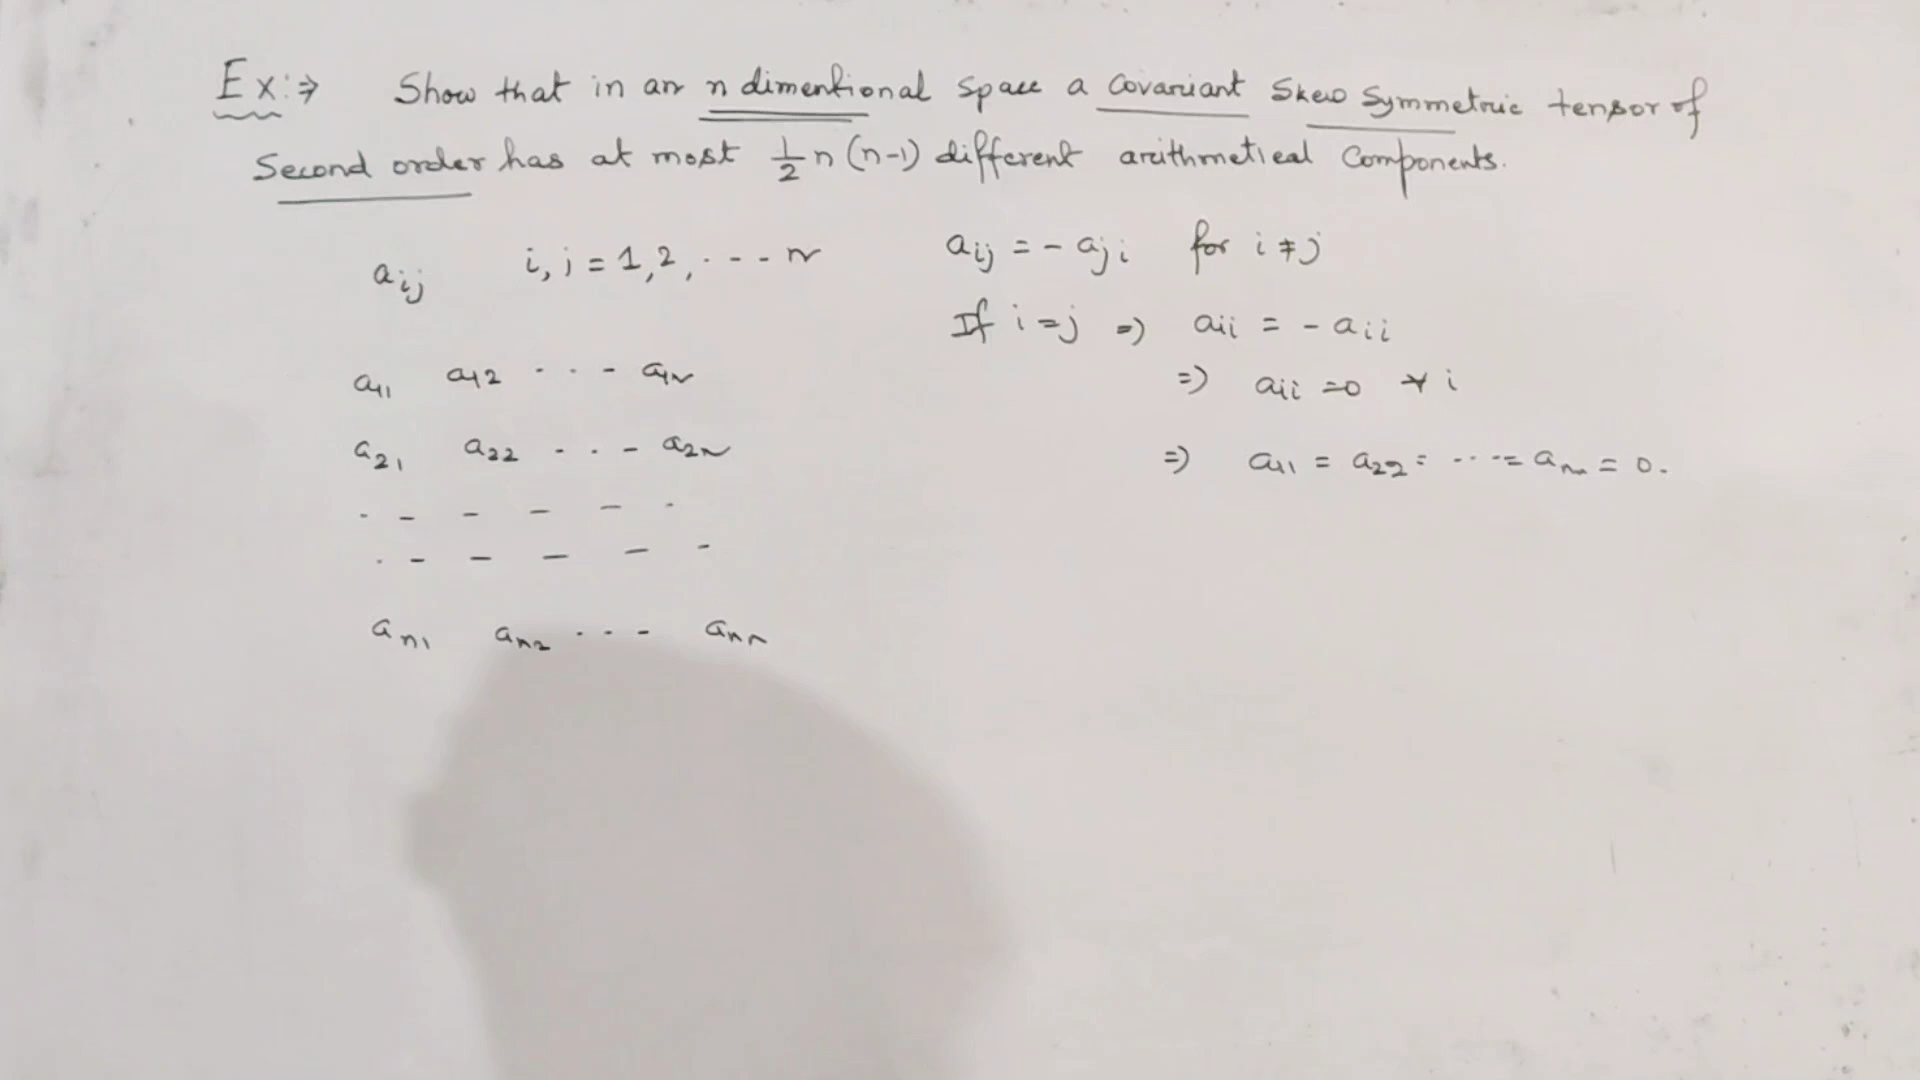 Ex:⇒ Show that in an n dimentional space a covariant skew symmetric tensor of
second order has at most 1/2 n (n-1) different arithmetical components.
aij i, j = 1, 2, ... n
aij = - aji for i ≠ j
If i = j ⇒ aii = - aii
⇒ aii = 0 ∀ i
⇒ a11 = a22 = ... = ann = 0.
a11 a12 ... a1n
a21 a22 ... a2n
. - - - - .
. - - - - -
an1 an2 ... ann